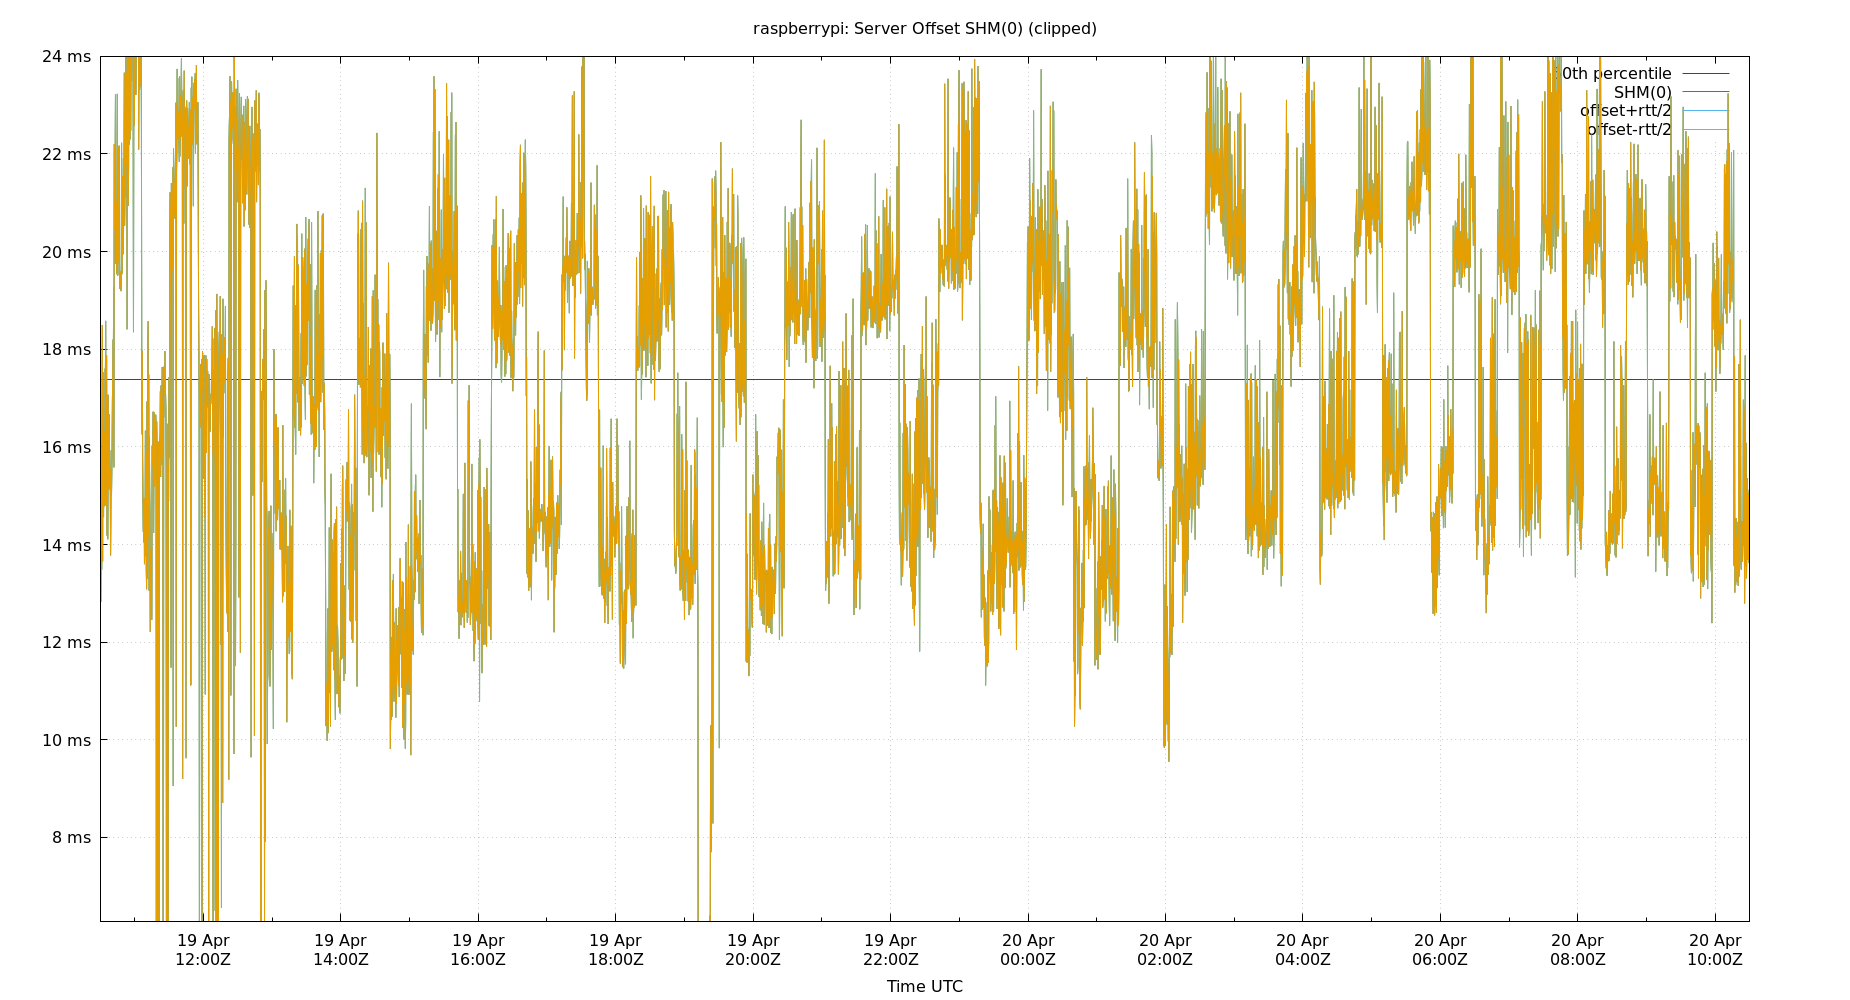 raspberrypi: Server Offset SHM(0) (clipped)
24 ms
22 ms
20 ms
18 ms
16 ms
14 ms
12 ms
10 ms
8 ms
0th percentile
SHM(0)
offset+rtt/2
offset-rtt/2
19 Apr 19 Apr 19 Apr 19 Apr 19 Apr 19 Apr 20 Apr 20 Apr 20 Apr 20 Apr 20 Apr 20 Apr
12:00Z 14:00Z 16:00Z 18:00Z 20:00Z 22:00Z 00:00Z 02:00Z 04:00Z 06:00Z 08:00Z 10:00Z
Time UTC